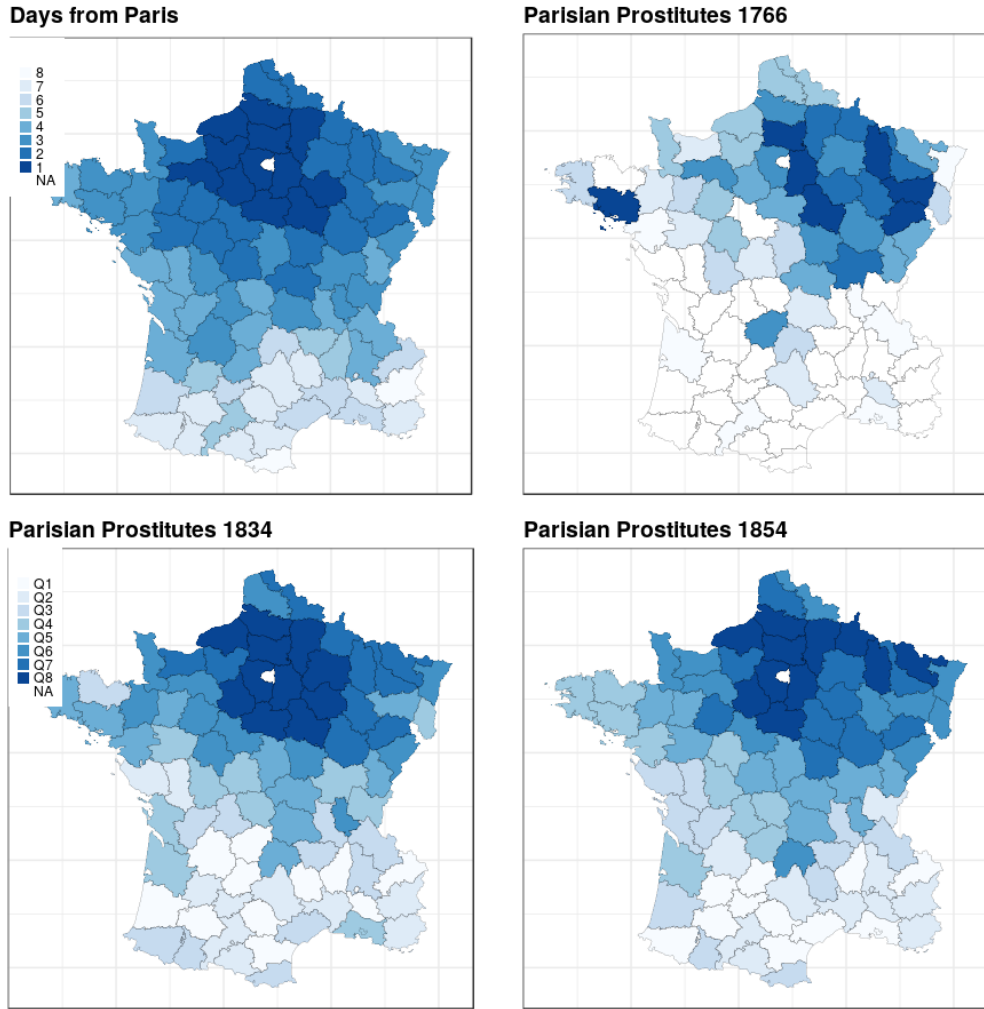 Days from Paris
8
7
6
5
4
3
2
1
NA
Parisian Prostitutes 1766
Parisian Prostitutes 1834
Q1
Q2
Q3
Q4
Q5
Q6
Q7
Q8
NA
Parisian Prostitutes 1854